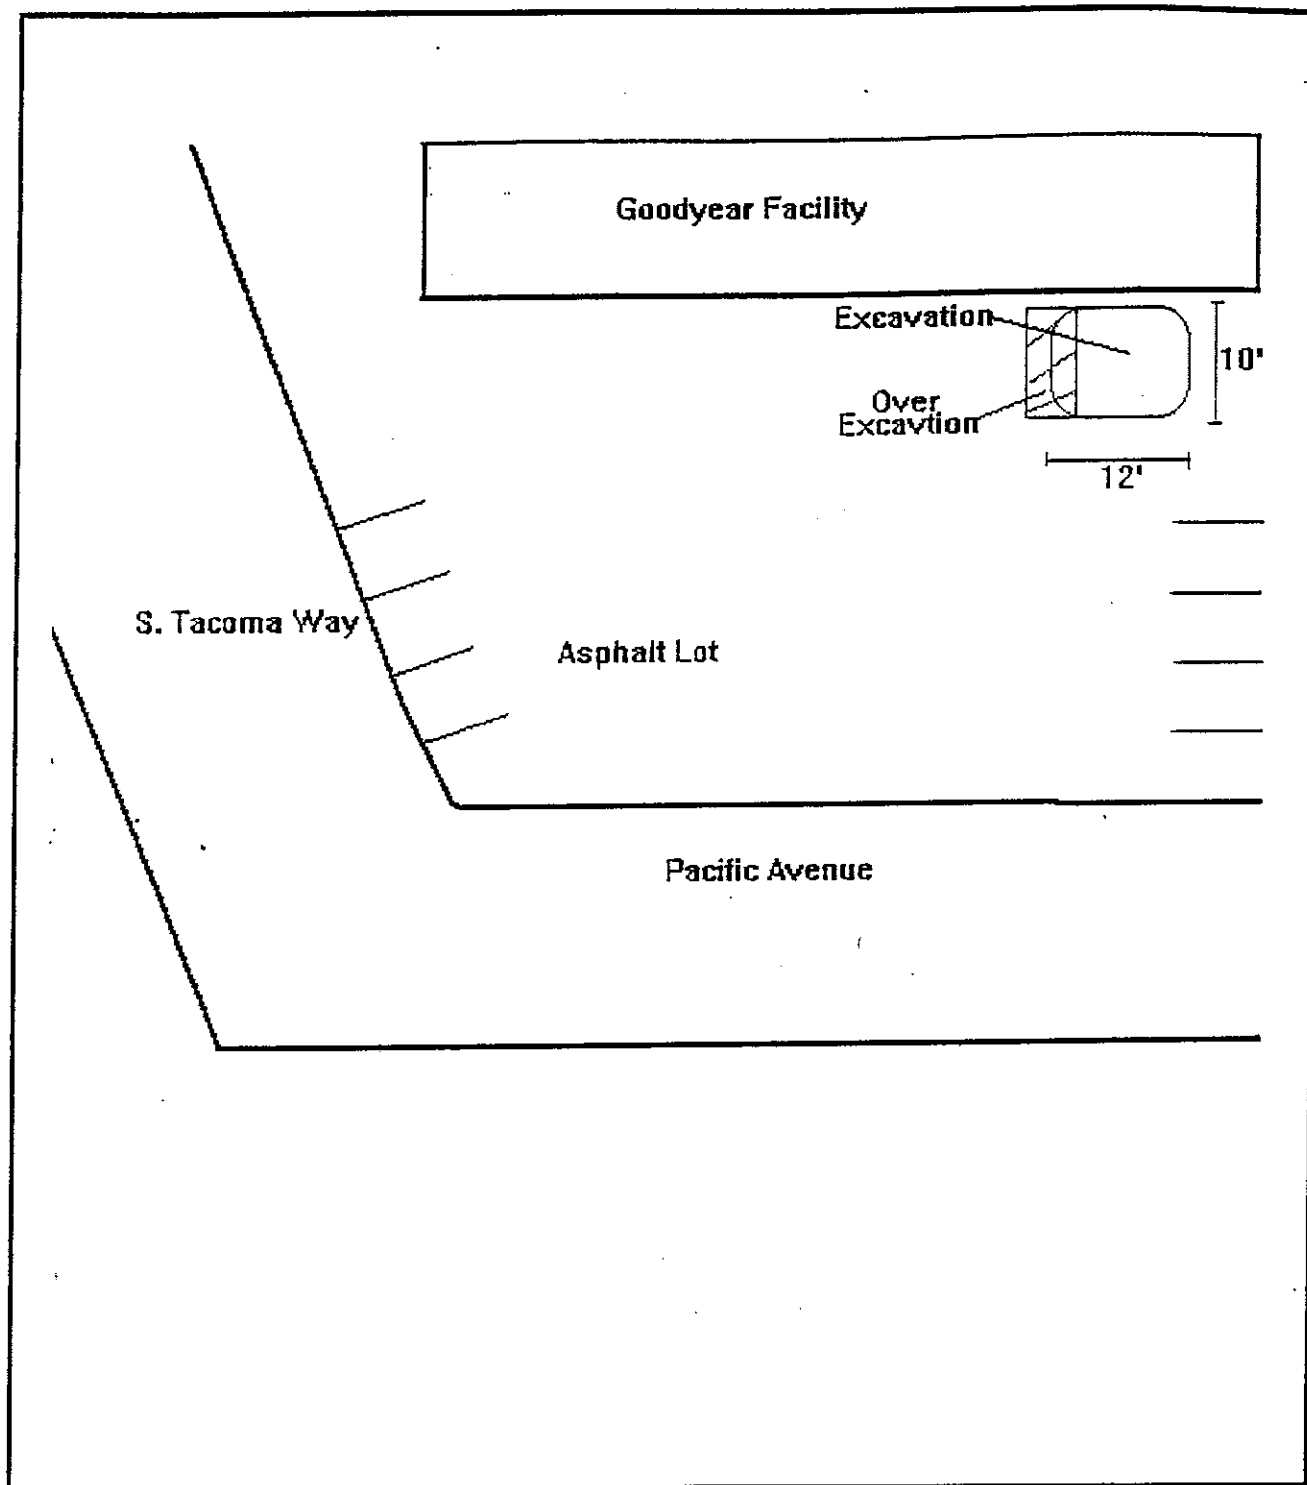 Goodyear Facility
Excavation
10'
Over
Excavtion
12'
S. Tacoma Way
Asphalt Lot
Pacific Avenue